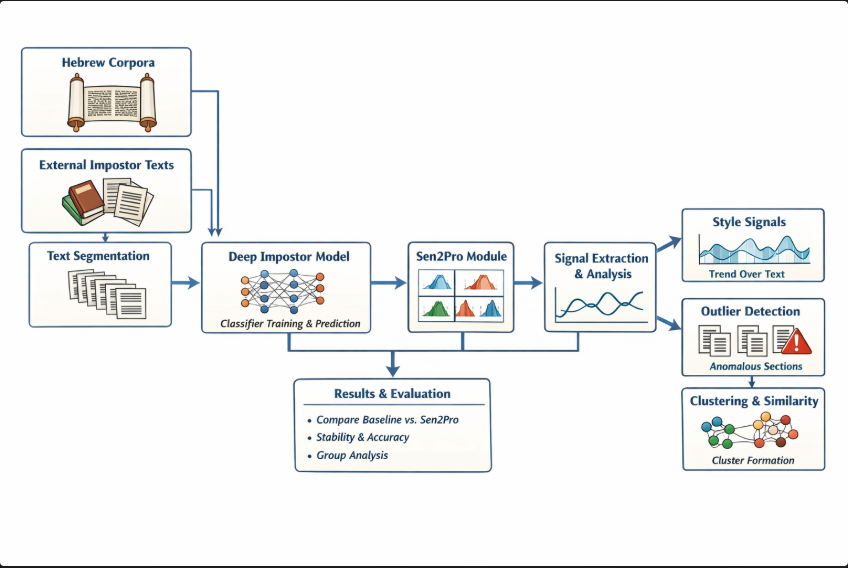 Hebrew Corpora
External Impostor Texts
Text Segmentation
Deep Impostor Model
Classifier Training & Prediction
Sen2Pro Module
Signal Extraction
& Analysis
Style Signals
Trend Over Text
Outlier Detection
Anomalous Sections
Clustering & Similarity
Cluster Formation
Results & Evaluation
• Compare Baseline vs. Sen2Pro
• Stability & Accuracy
• Group Analysis